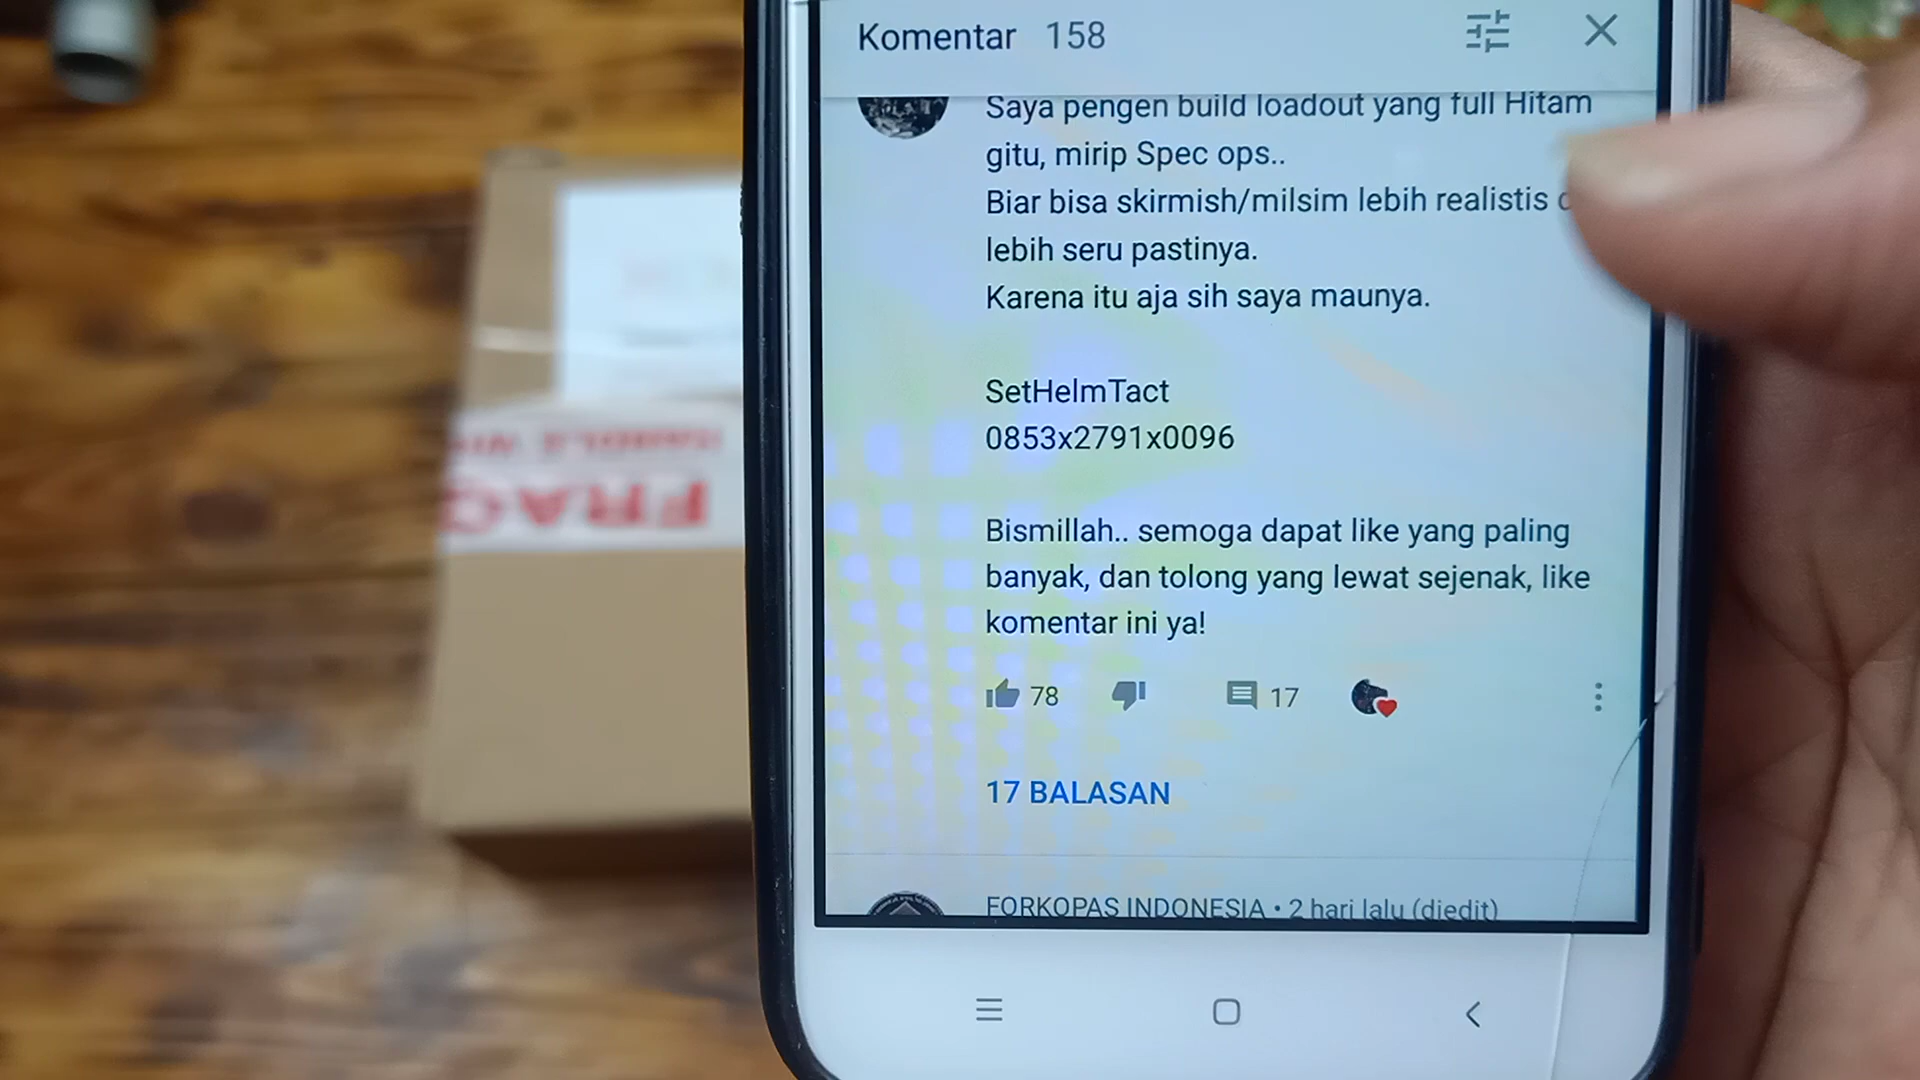 Komentar 158
Saya pengen build loadout yang full Hitam
gitu, mirip Spec ops..
Biar bisa skirmish/milsim lebih realistis
lebih seru pastinya.
Karena itu aja sih saya maunya.
SetHelmTact
0853x2791x0096
Bismillah.. semoga dapat like yang paling
banyak, dan tolong yang lewat sejenak, like
komentar ini ya!
78 17
17 BALASAN
FORKOPAS INDONESIA • 2 hari lalu (diedit)
FRAG